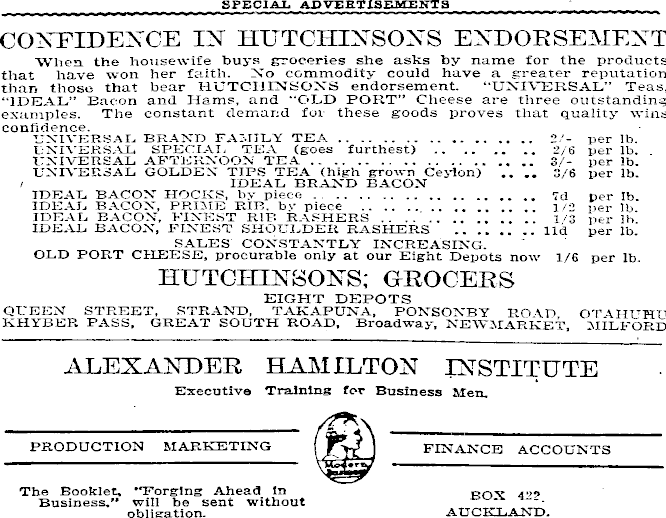 SPECIAL ADVERTISEMENTS
CONFIDENCE IN HUTCHINSONS ENDORSEMENT
When the housewife buys groceries she asks by name for the products
that have won her faith. No commodity could have a greater reputation
than those that bear HUTCHINSONS endorsement. "UNIVERSAL" Teas,
"IDEAL" Bacon and Hams, and "OLD PORT" Cheese are three outstanding
examples. The constant demand for these goods proves that quality wins
confidence.
UNIVERSAL BRAND FAMILY TEA .. .. .. .. .. .. .. .. 2/- per lb.
UNIVERSAL SPECIAL TEA (goes furthest) .. .. .. .. 2/6 per lb.
UNIVERSAL AFTERNOON TEA .. .. .. .. .. .. .. .. .. 3/- per lb.
UNIVERSAL GOLDEN TIPS TEA (high grown Ceylon) .. .. 3/6 per lb.
IDEAL BRAND BACON
IDEAL BACON HOCKS, by piece .. .. .. .. .. .. .. .. 7d per lb.
IDEAL BACON, PRIME RIB, by piece .. .. .. .. .. .. 1/2 per lb.
IDEAL BACON, FINEST RIB RASHERS .. .. .. .. .. .. 1/3 per lb.
IDEAL BACON, FINEST SHOULDER RASHERS .. .. .. .. 11d per lb.
SALES CONSTANTLY INCREASING.
OLD PORT CHEESE, procurable only at our Eight Depots now 1/6 per lb.
HUTCHINSONS; GROCERS
EIGHT DEPOTS
QUEEN STREET, STRAND, TAKAPUNA, PONSONBY ROAD, OTAHUHU
KHYBER PASS, GREAT SOUTH ROAD, Broadway, NEWMARKET, MILFORD
ALEXANDER HAMILTON INSTITUTE
Executive Training for Business Men.
PRODUCTION MARKETING
FINANCE ACCOUNTS
Modern
Business
The Booklet, "Forging Ahead in
Business," will be sent without
obligation.
BOX 422,
AUCKLAND.